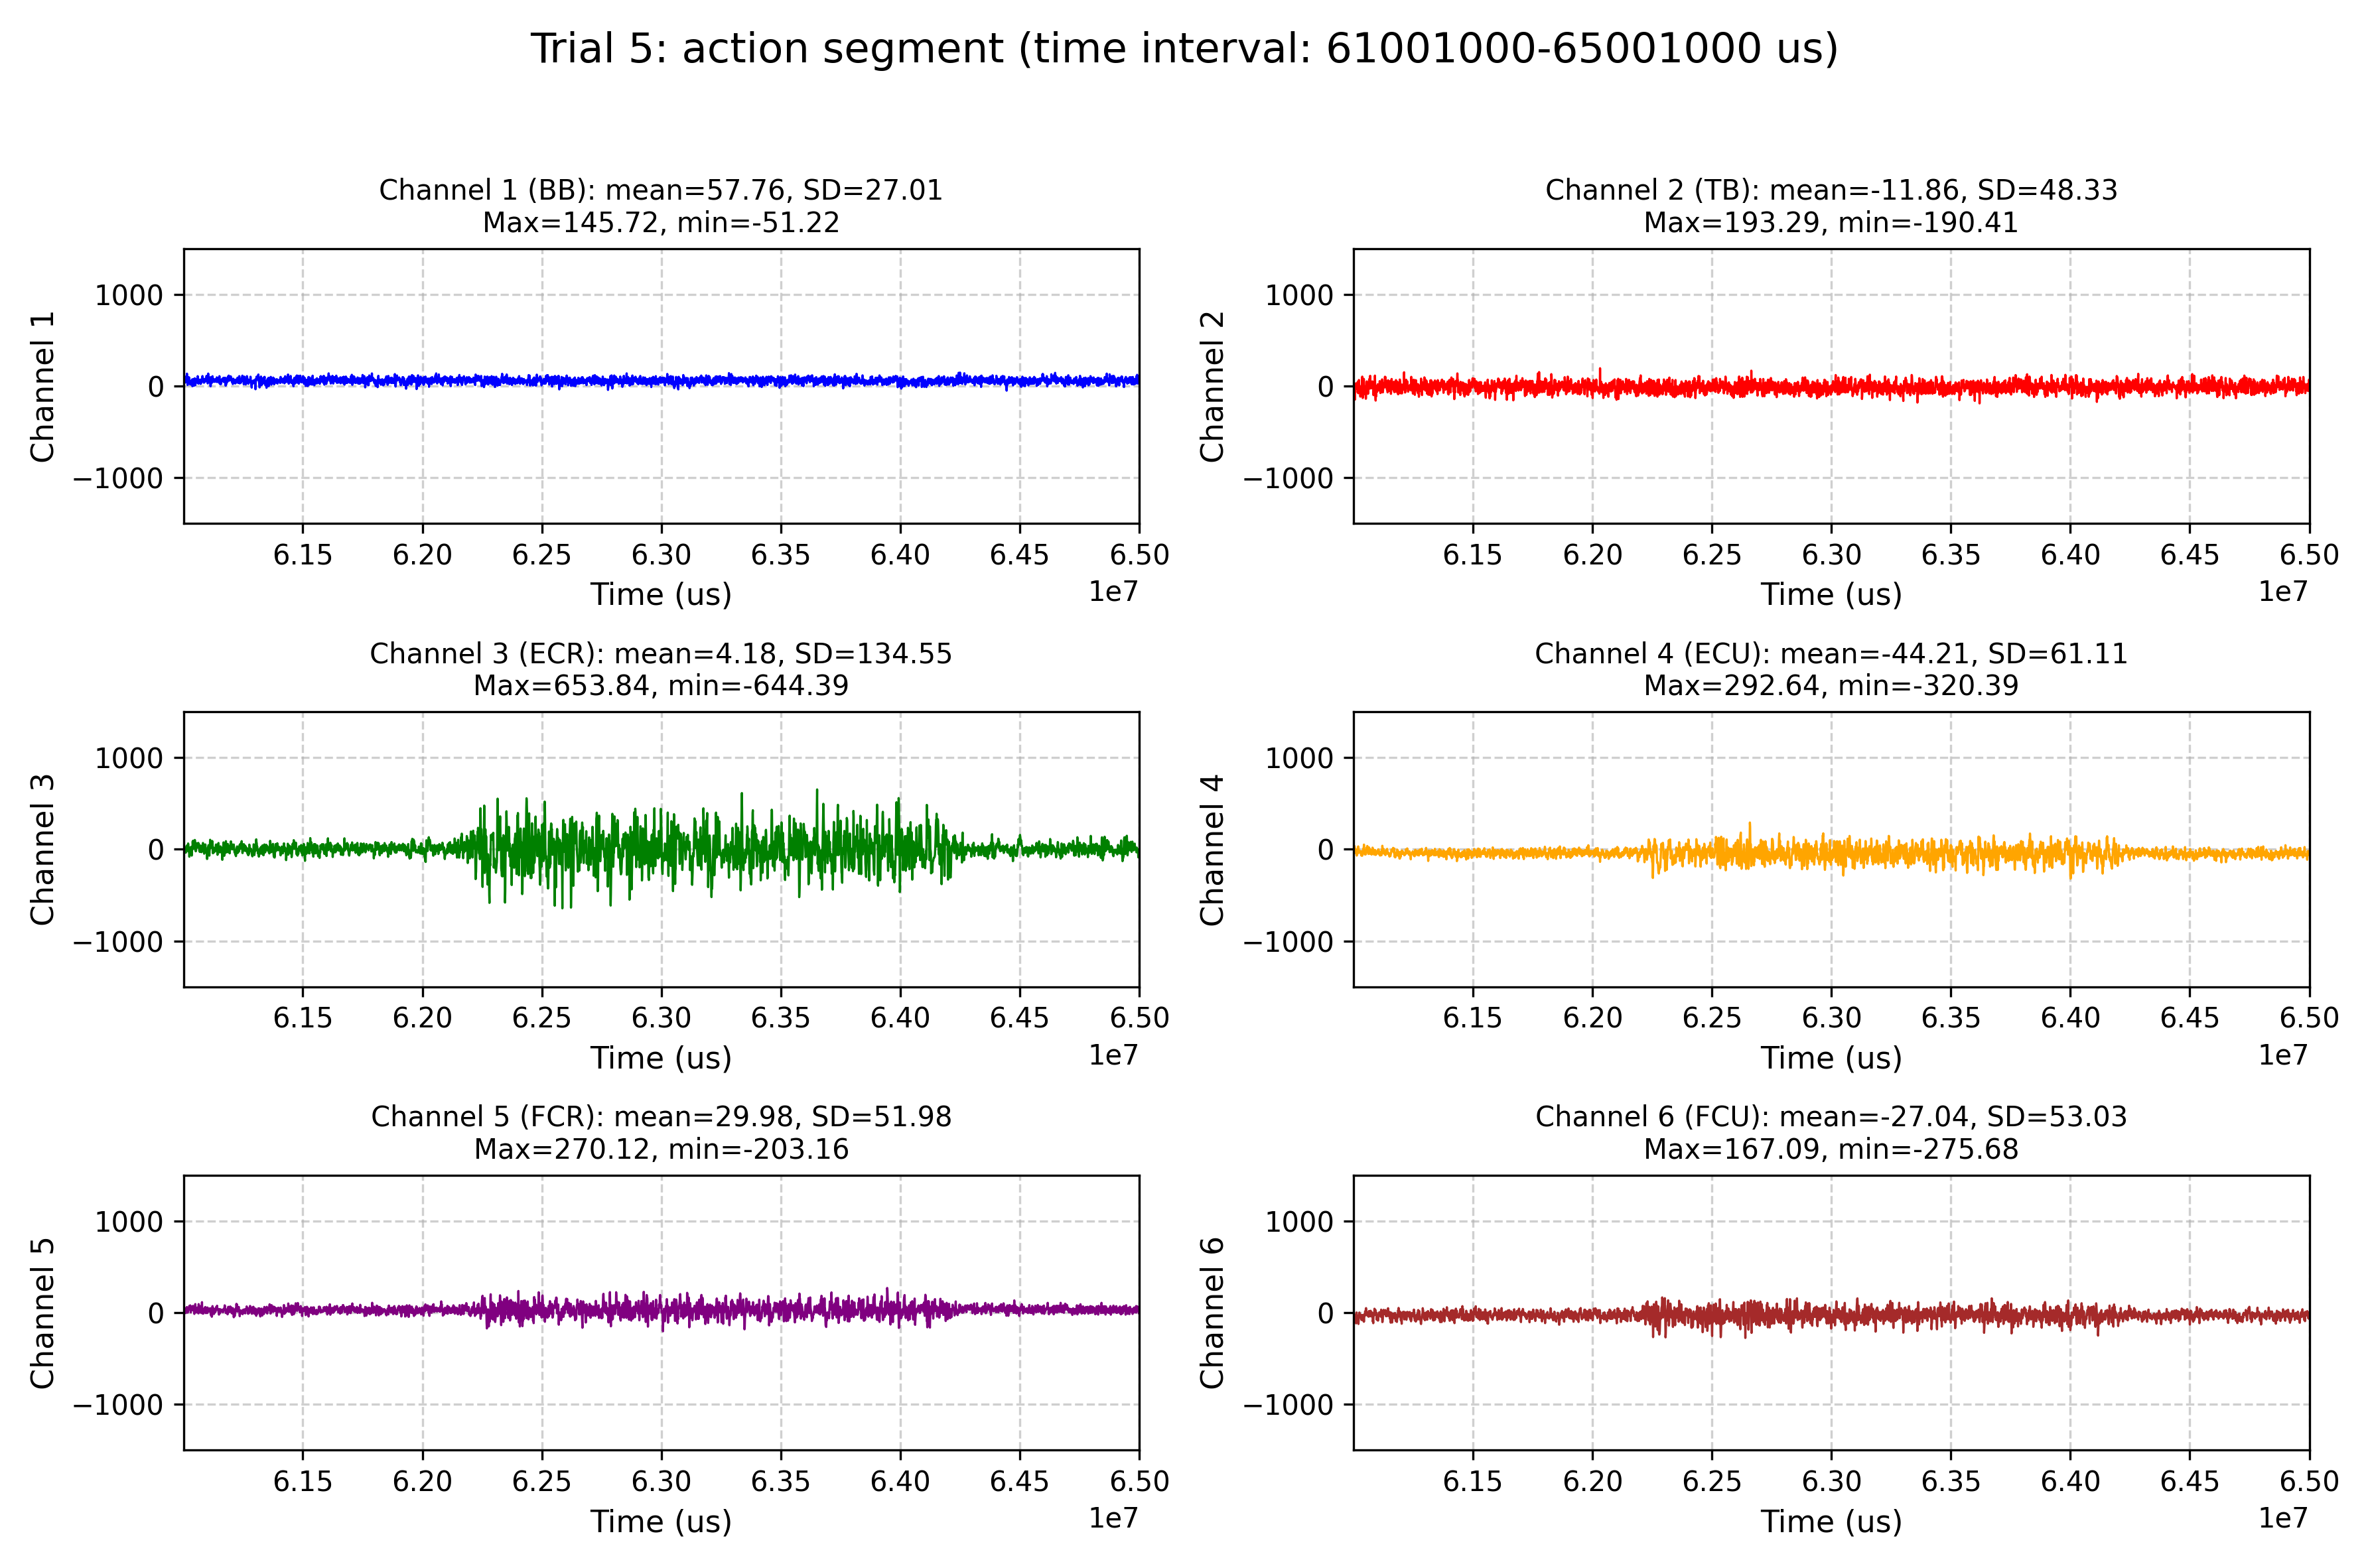 Trial 5: action segment (time interval: 61001000-65001000 us)
Channel 1 (BB): mean=57.76, SD=27.01
Max=145.72, min=-51.22
Channel 1
1000
0
−1000
6.15 6.20 6.25 6.30 6.35 6.40 6.45 6.50
Time (us)
1e7
Channel 2 (TB): mean=-11.86, SD=48.33
Max=193.29, min=-190.41
Channel 2
1000
0
−1000
6.15 6.20 6.25 6.30 6.35 6.40 6.45 6.50
Time (us)
1e7
Channel 3 (ECR): mean=4.18, SD=134.55
Max=653.84, min=-644.39
Channel 3
1000
0
−1000
6.15 6.20 6.25 6.30 6.35 6.40 6.45 6.50
Time (us)
1e7
Channel 4 (ECU): mean=-44.21, SD=61.11
Max=292.64, min=-320.39
Channel 4
1000
0
−1000
6.15 6.20 6.25 6.30 6.35 6.40 6.45 6.50
Time (us)
1e7
Channel 5 (FCR): mean=29.98, SD=51.98
Max=270.12, min=-203.16
Channel 5
1000
0
−1000
6.15 6.20 6.25 6.30 6.35 6.40 6.45 6.50
Time (us)
1e7
Channel 6 (FCU): mean=-27.04, SD=53.03
Max=167.09, min=-275.68
Channel 6
1000
0
−1000
6.15 6.20 6.25 6.30 6.35 6.40 6.45 6.50
Time (us)
1e7